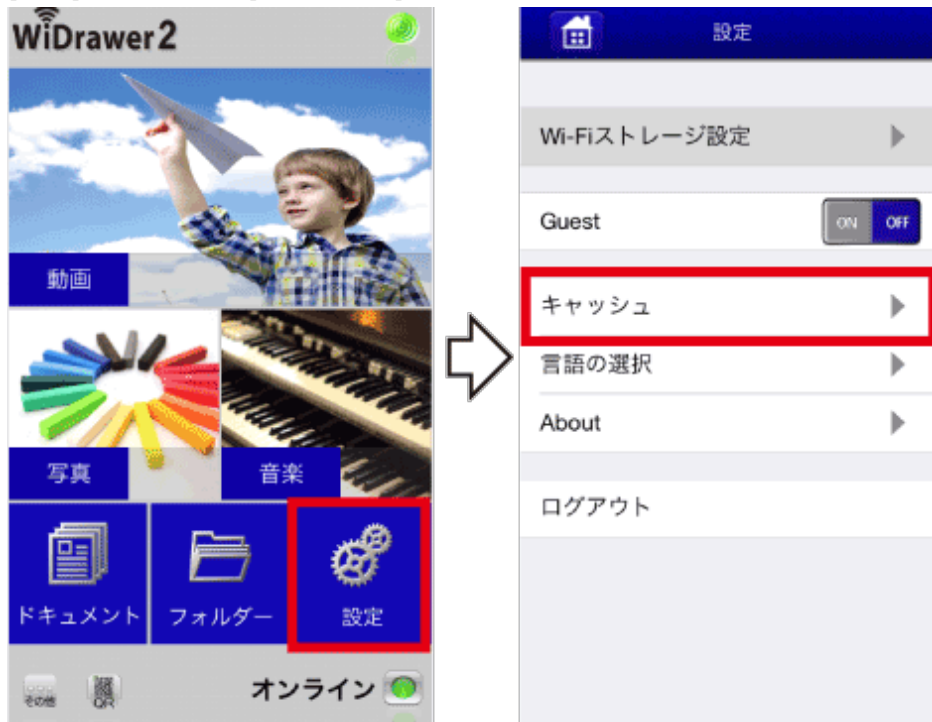 WiDrawer2
動画
写真
音楽
ドキュメント
フォルダー
設定
その他
QR
オンライン
設定
Wi-Fiストレージ設定
Guest
ON OFF
キャッシュ
言語の選択
About
ログアウト